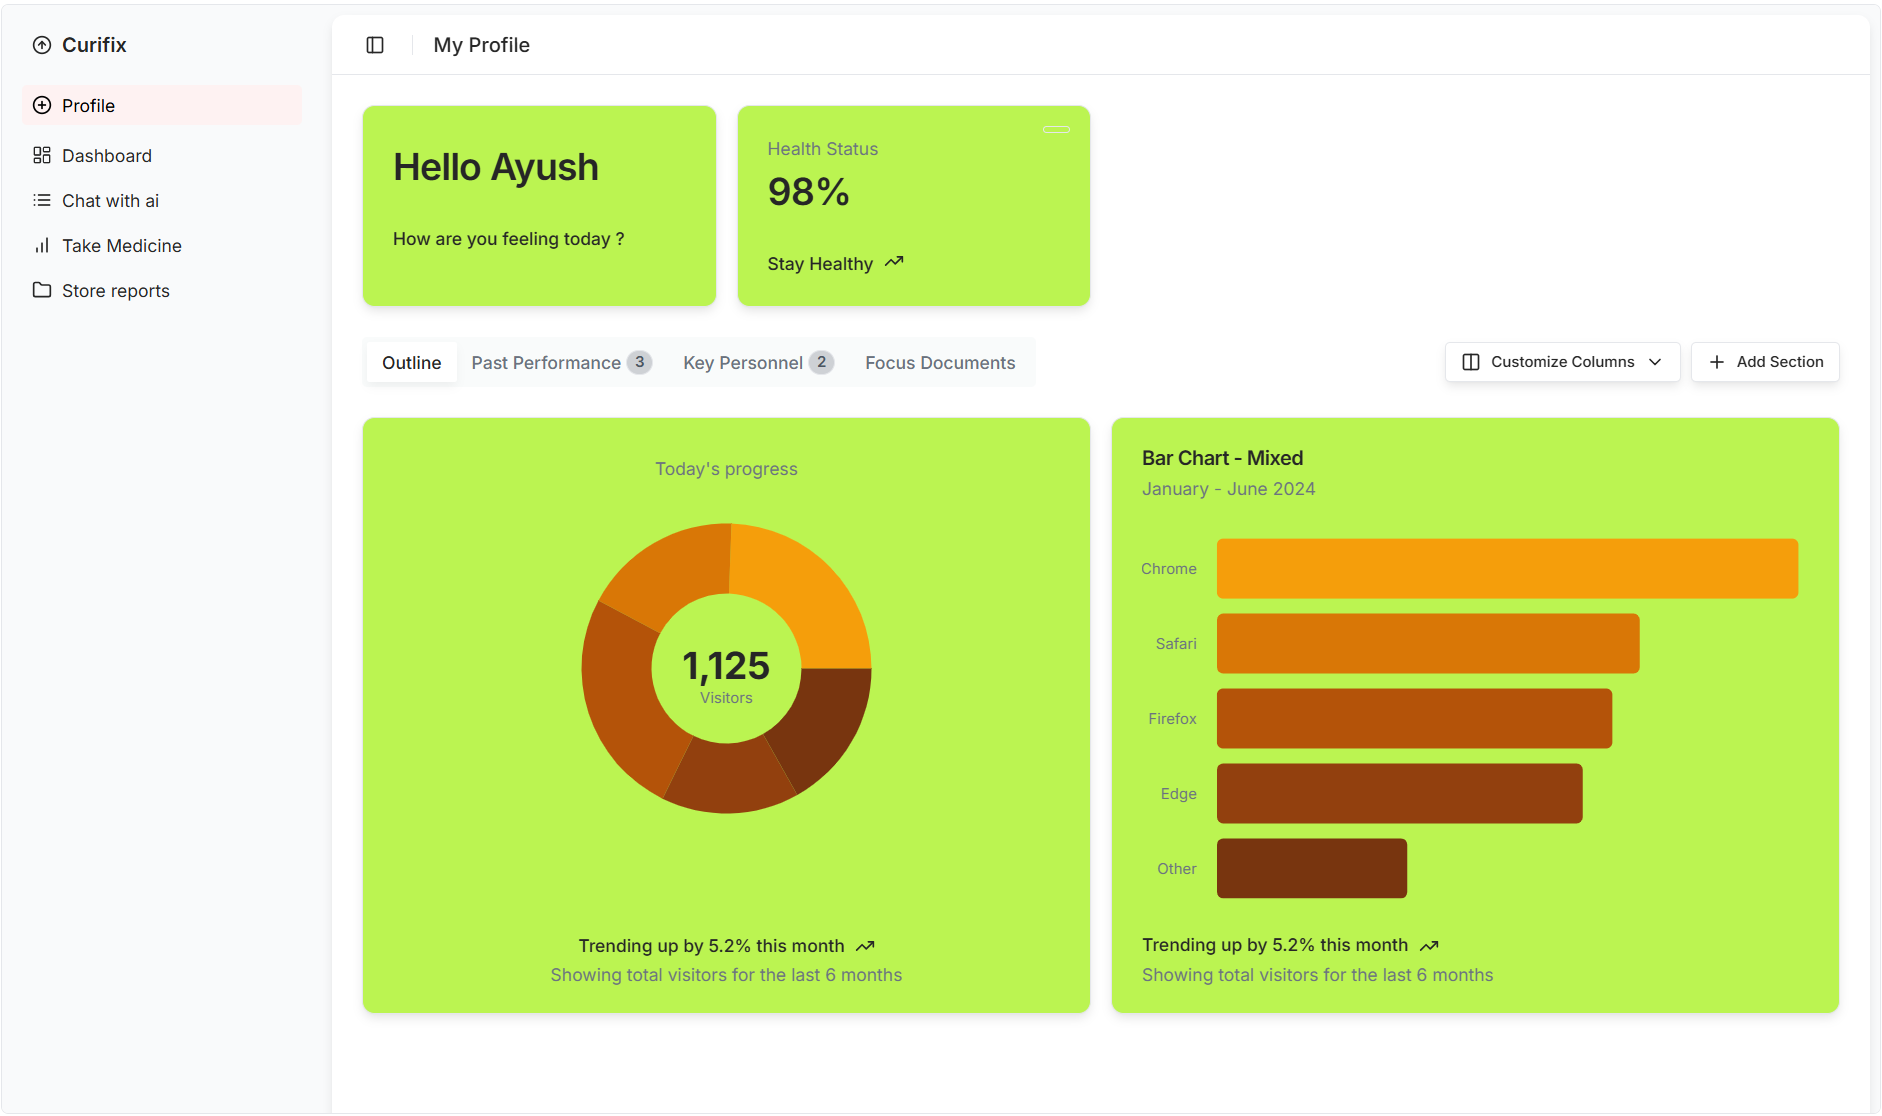 Curifix
Profile
Dashboard
Chat with ai
Take Medicine
Store reports
My Profile
Hello Ayush
How are you feeling today ?
Health Status
98%
Stay Healthy
Outline
Past Performance 3
Key Personnel 2
Focus Documents
Customize Columns
Add Section
Today's progress
1,125
Visitors
Trending up by 5.2% this month
Showing total visitors for the last 6 months
Bar Chart - Mixed
January - June 2024
Chrome
Safari
Firefox
Edge
Other
Trending up by 5.2% this month
Showing total visitors for the last 6 months